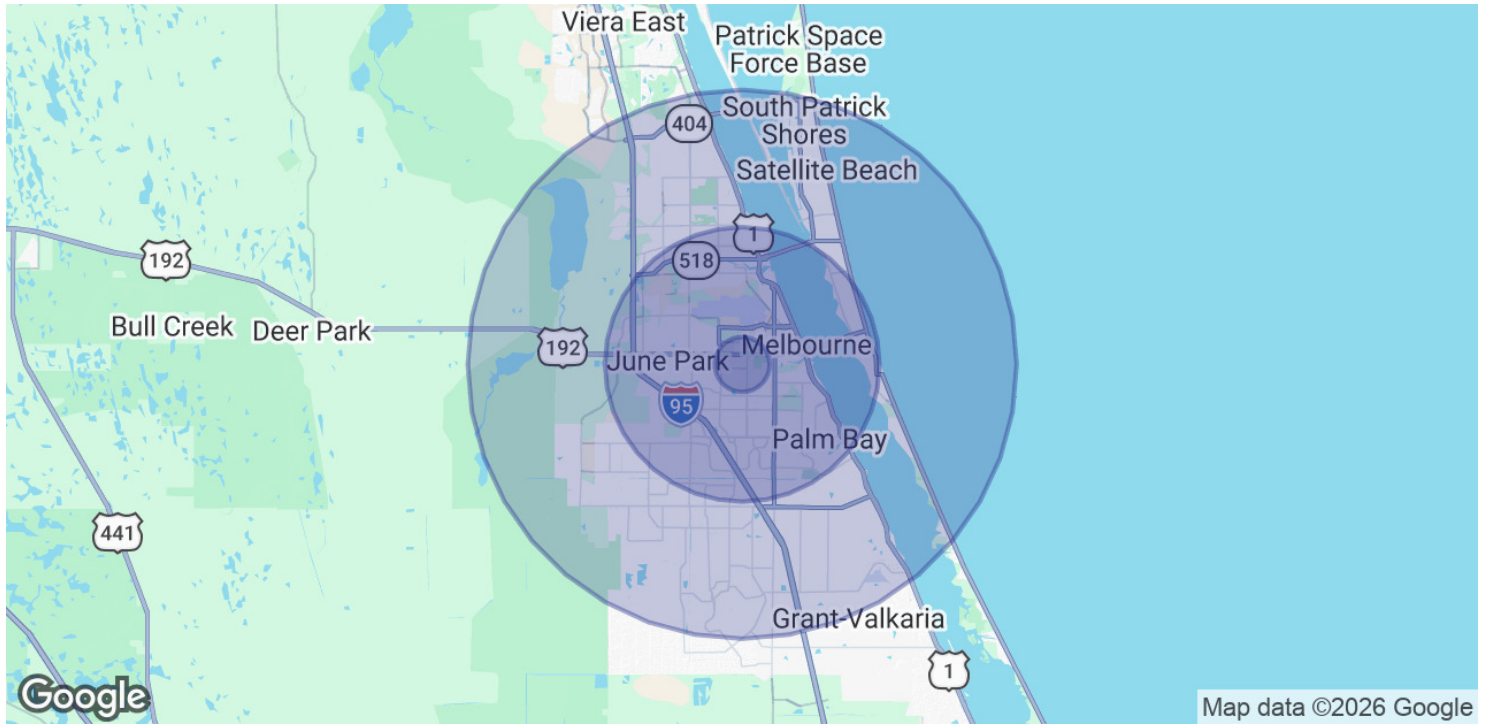 Viera East
Patrick Space
Force Base
South Patrick
Shores
404
Satellite Beach
1
518
192
Bull Creek
Deer Park
192
June Park
Melbourne
95
Palm Bay
441
Grant-Valkaria
1
Google
Map data ©2026 Google